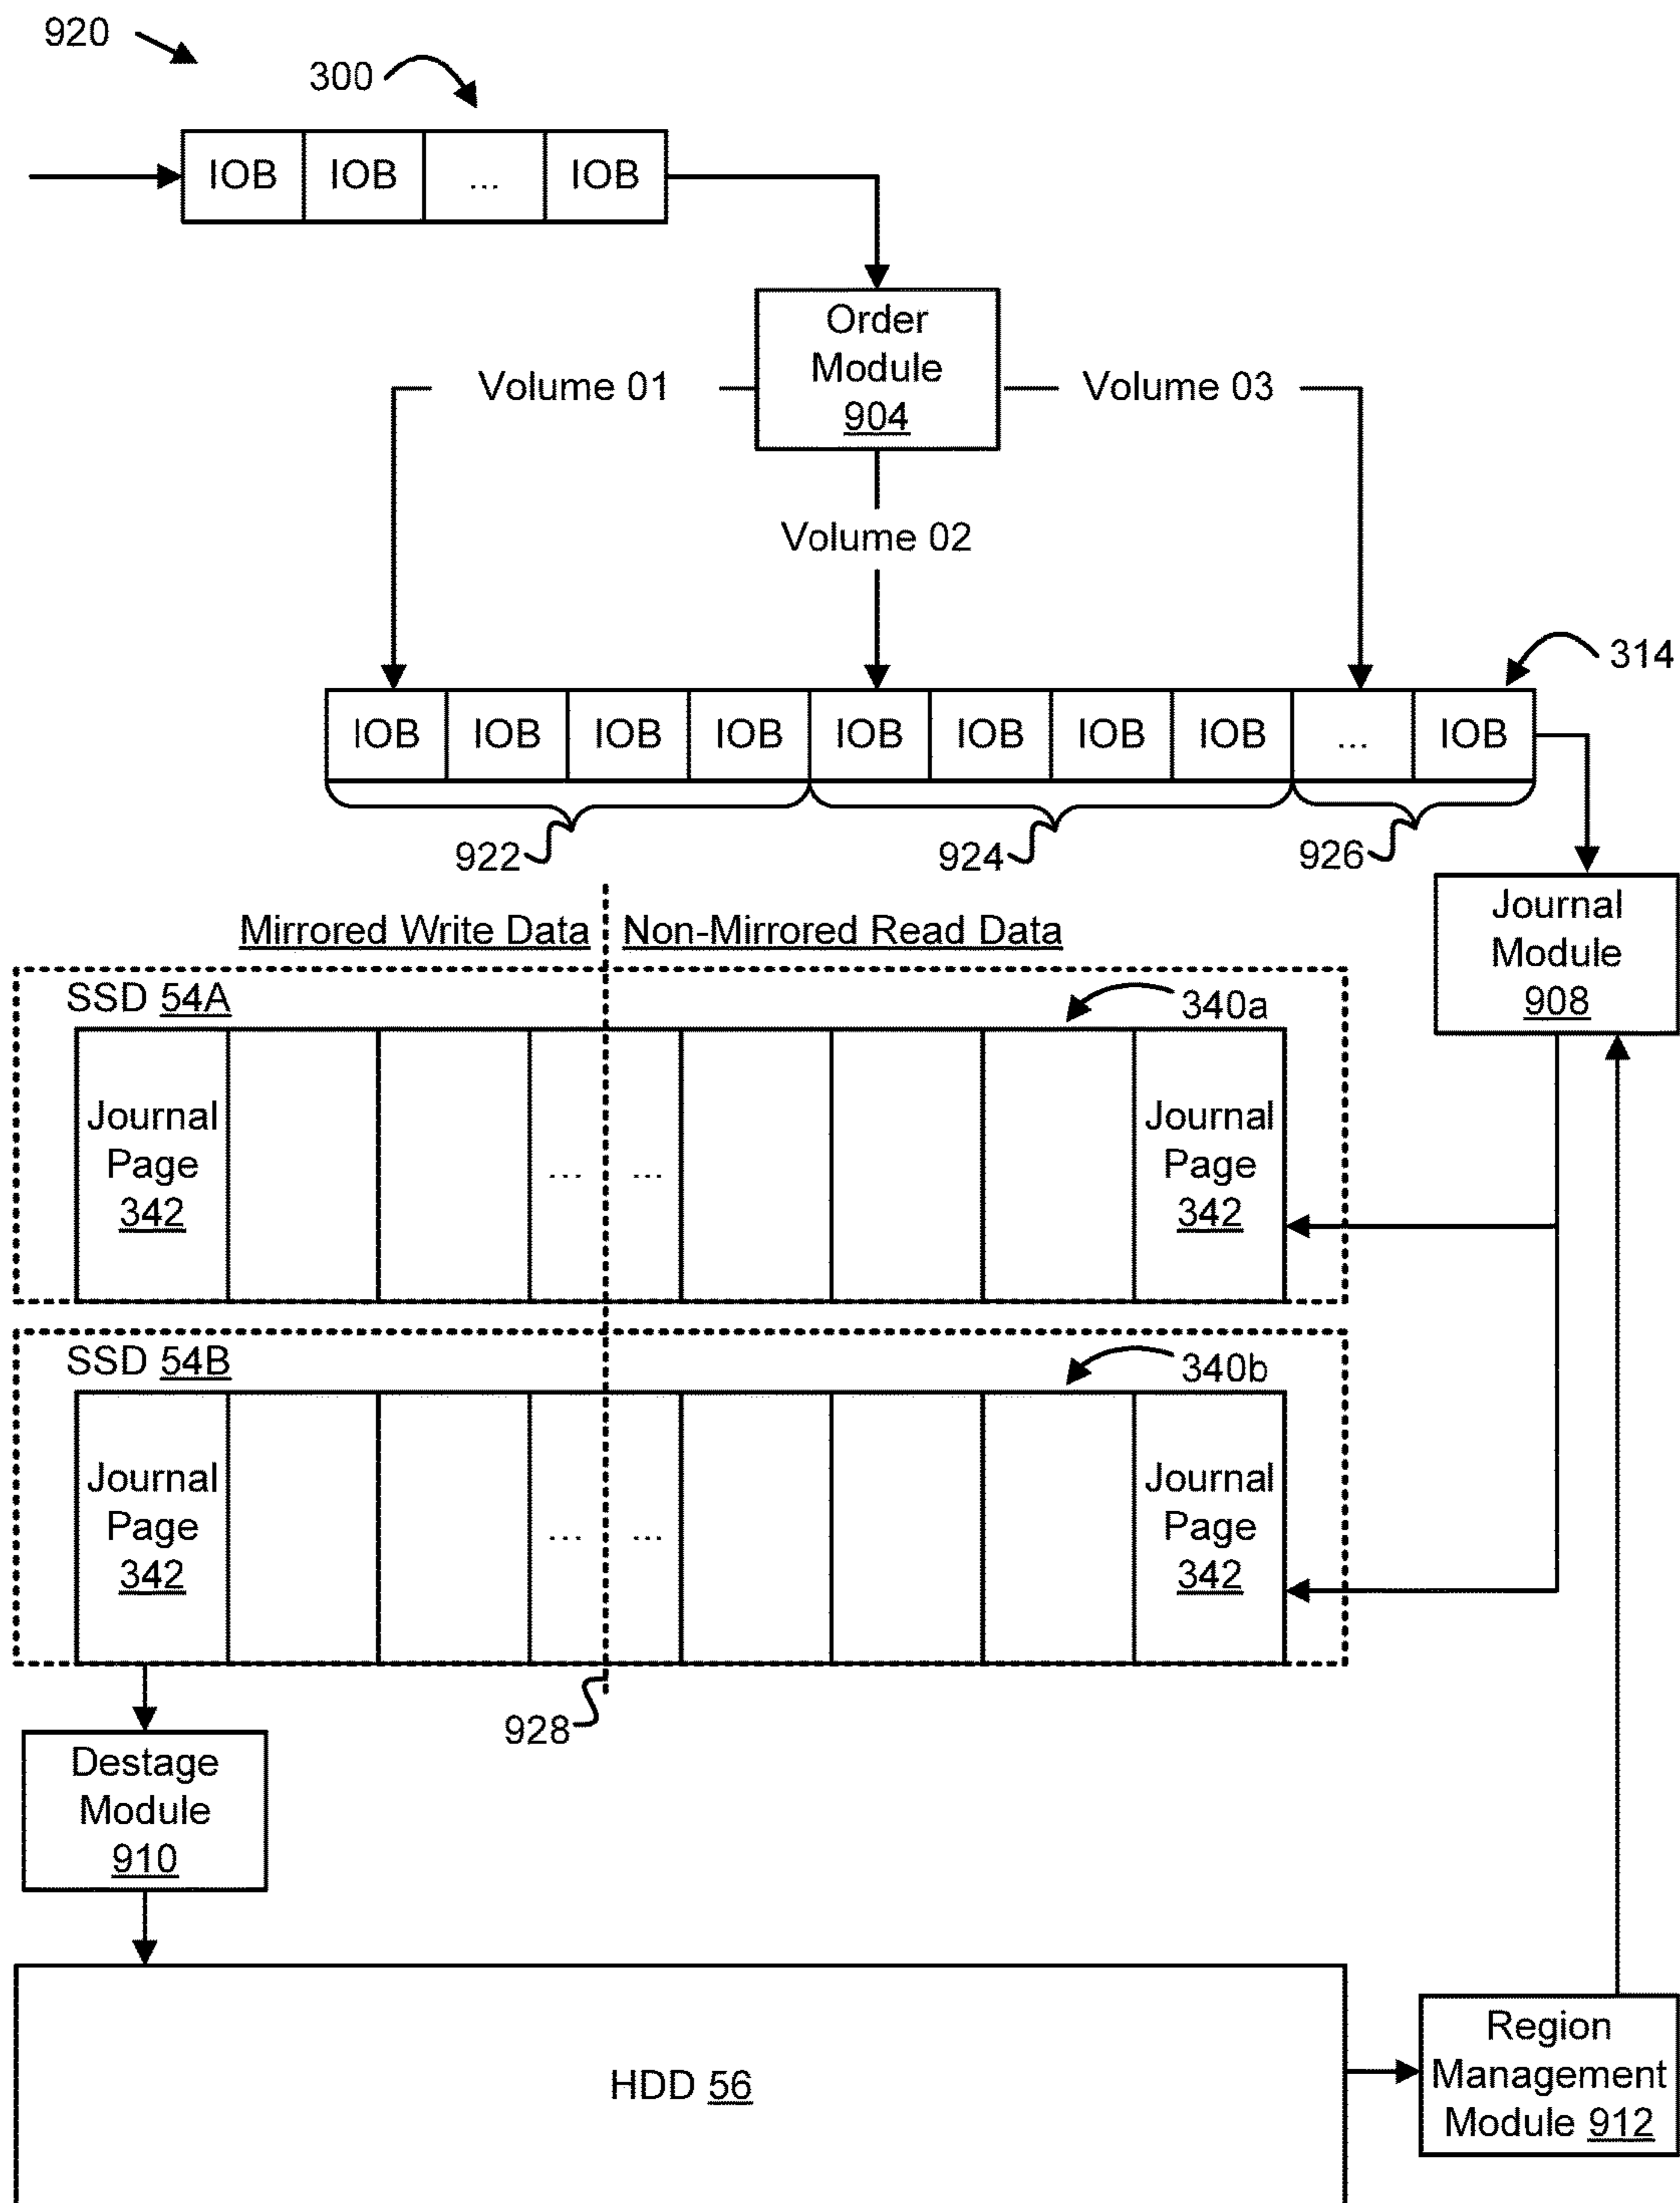 920
300
IOB IOB ... IOB
Order
Module
904
Volume 01
Volume 03
Volume 02
314
IOB IOB IOB IOB IOB IOB IOB IOB ... IOB
922
924
926
Journal
Module
908
Mirrored Write Data
Non-Mirrored Read Data
SSD 54A
340a
Journal
Page
342
... ...
Journal
Page
342
SSD 54B
340b
Journal
Page
342
... ...
Journal
Page
342
928
Destage
Module
910
HDD 56
Region
Management
Module 912